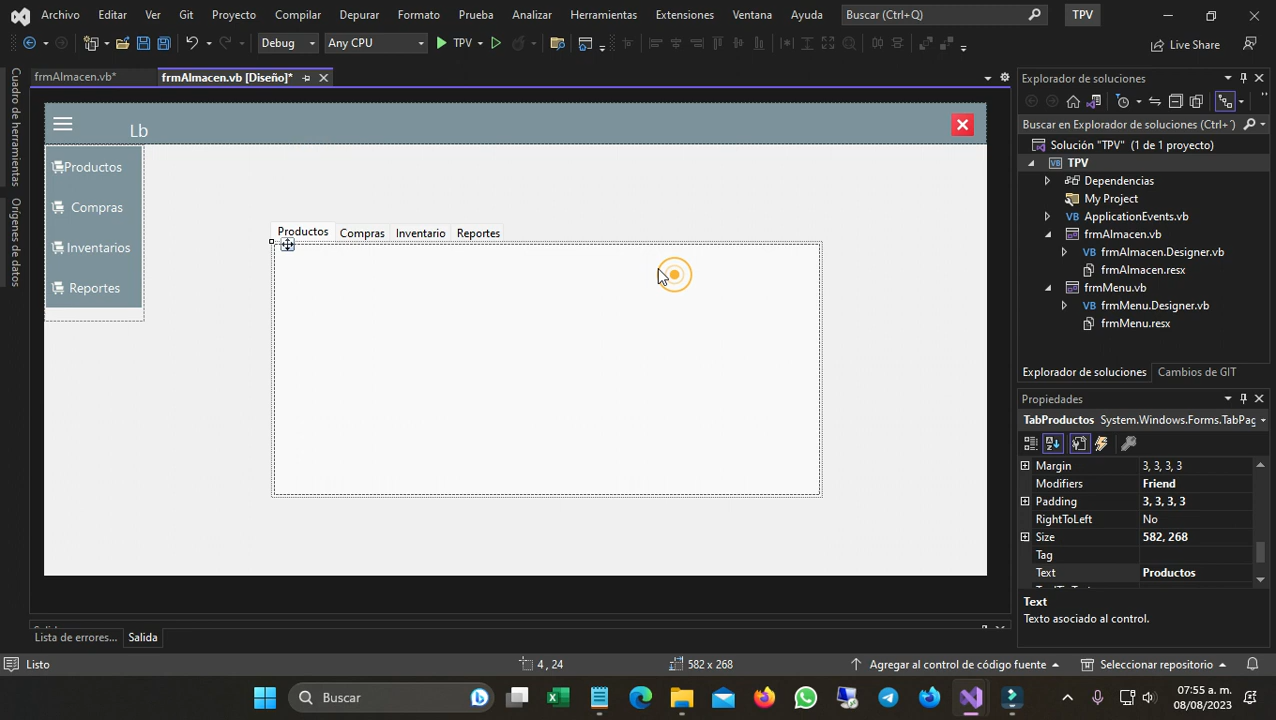 Archivo Editar Ver Git Proyecto Compilar Depurar Formato Prueba Analizar Herramientas Extensiones Ventana Ayuda Buscar (Ctrl+Q) TPV
Debug Any CPU TPV Live Share
frmAlmacen.vb* frmAlmacen.vb [Diseño]*
Cuadro de herramientas
Orígenes de datos
Lb
Productos
Compras
Inventarios
Reportes
Productos Compras Inventario Reportes
Explorador de soluciones
Buscar en Explorador de soluciones (Ctrl+
Solución "TPV" (1 de 1 proyecto)
TPV
Dependencias
My Project
ApplicationEvents.vb
frmAlmacen.vb
frmAlmacen.Designer.vb
frmAlmacen.resx
frmMenu.vb
frmMenu.Designer.vb
frmMenu.resx
Explorador de soluciones Cambios de GIT
Propiedades
TabProductos System.Windows.Forms.TabPag
Margin 3, 3, 3, 3
Modifiers Friend
Padding 3, 3, 3, 3
RightToLeft No
Size 582, 268
Tag
Text Productos
Text
Texto asociado al control.
Lista de errores... Salida
Listo 4 , 24 582 x 268 Agregar al control de código fuente Seleccionar repositorio
Buscar
07:55 a. m.
08/08/2023